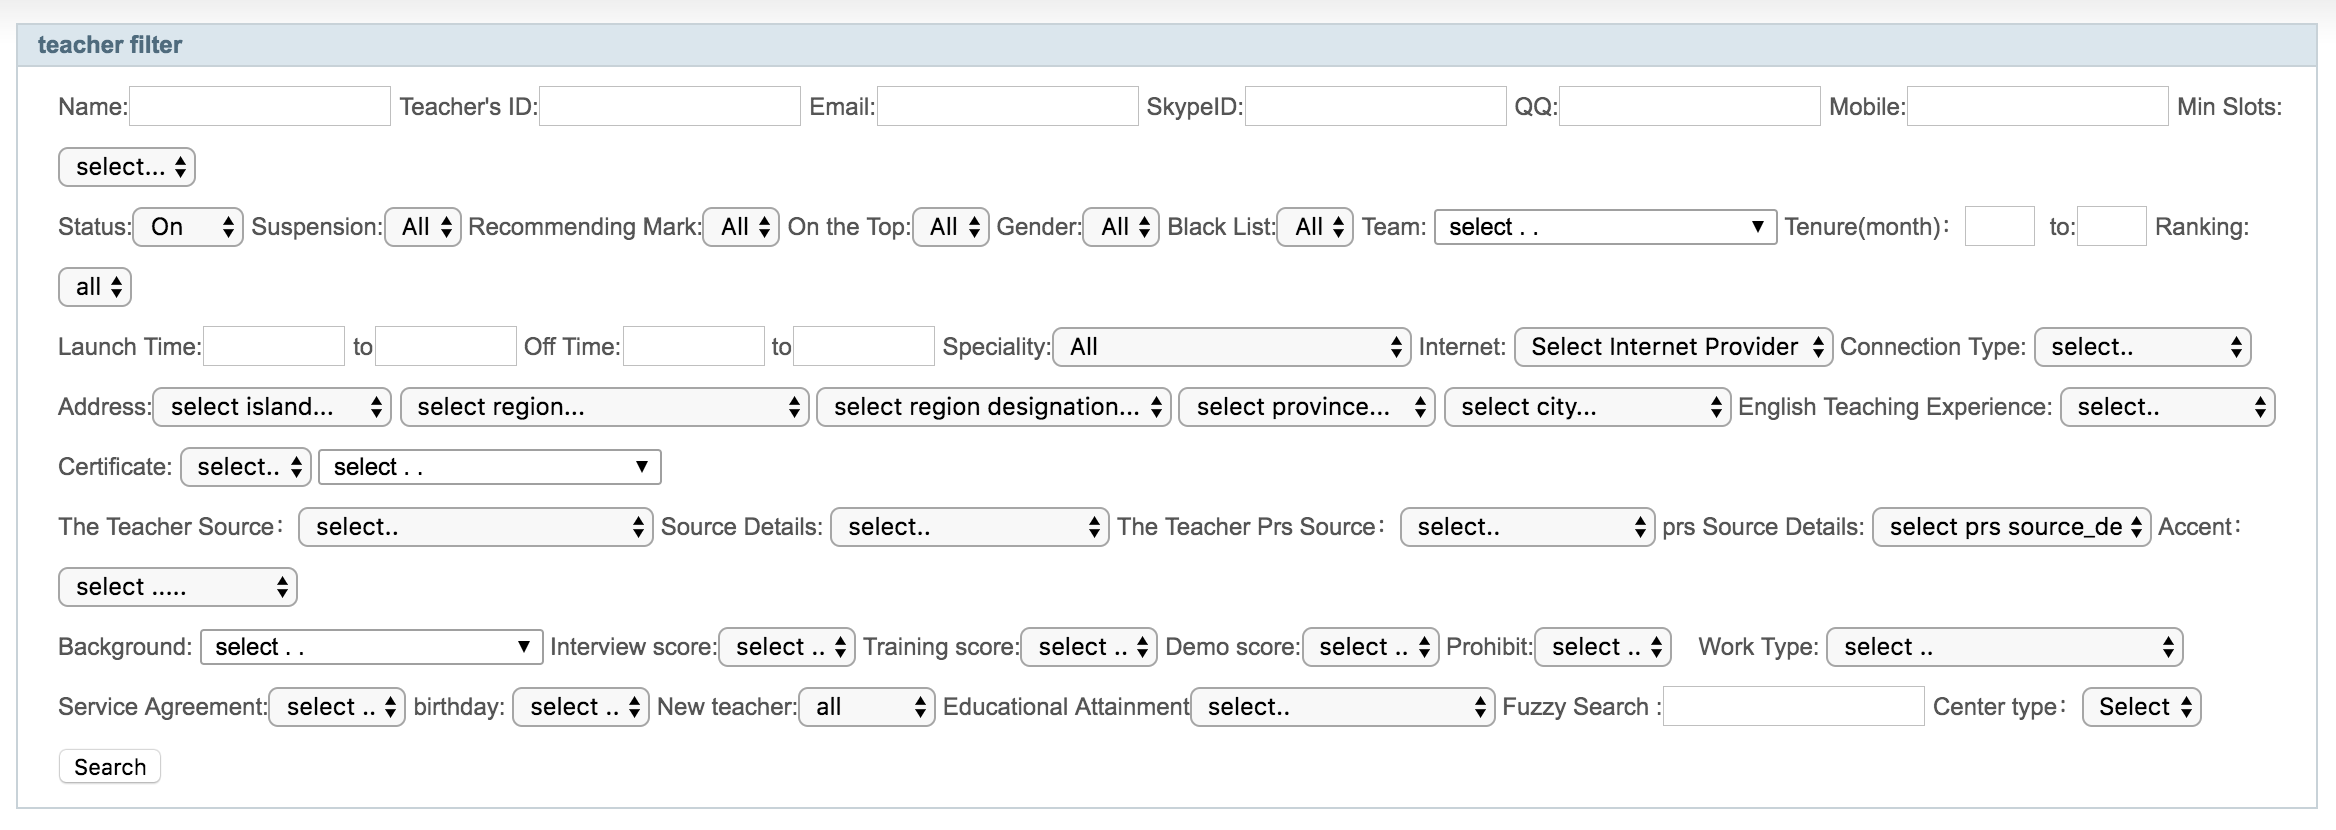 teacher filter
Name: Teacher's ID: Email: SkypeID: QQ: Mobile: Min Slots:
select...
Status: On Suspension: All Recommending Mark: All On the Top: All Gender: All Black List: All Team: select . . Tenure(month)： to: Ranking:
all
Launch Time: to Off Time: to Speciality: All Internet: Select Internet Provider Connection Type: select..
Address: select island... select region... select region designation... select province... select city... English Teaching Experience: select..
Certificate: select.. select . .
The Teacher Source： select.. Source Details: select.. The Teacher Prs Source： select.. prs Source Details: select prs source_de Accent：
select .....
Background: select . . Interview score: select .. Training score: select .. Demo score: select .. Prohibit: select .. Work Type: select ..
Service Agreement: select .. birthday: select .. New teacher: all Educational Attainment select.. Fuzzy Search : Center type： Select
Search